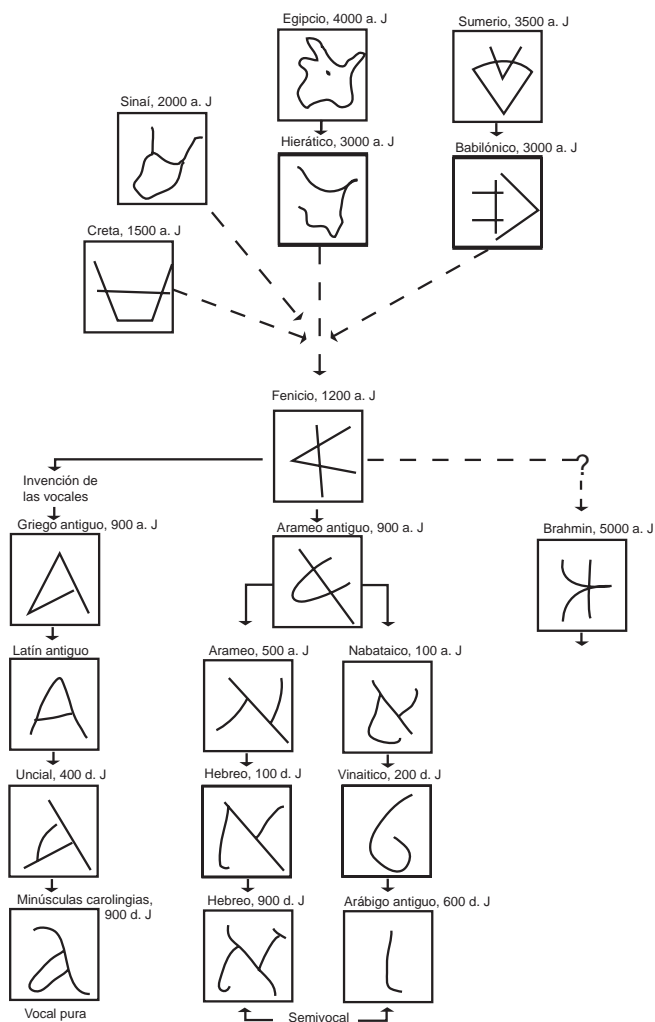 Egipcio, 4000 a. J
Sumerio, 3500 a. J
Sinaí, 2000 a. J
Hierático, 3000 a. J
Babilónico, 3000 a. J
Creta, 1500 a. J
Fenicio, 1200 a. J
?
Invención de
las vocales
Griego antiguo, 900 a. J
Arameo antiguo, 900 a. J
Brahmin, 5000 a. J
Latín antiguo
Arameo, 500 a. J
Nabataico, 100 a. J
Uncial, 400 d. J
Hebreo, 100 d. J
Vinaitico, 200 d. J
Minúsculas carolingias,
900 d. J
Hebreo, 900 d. J
Arábigo antiguo, 600 d. J
Vocal pura
Semivocal